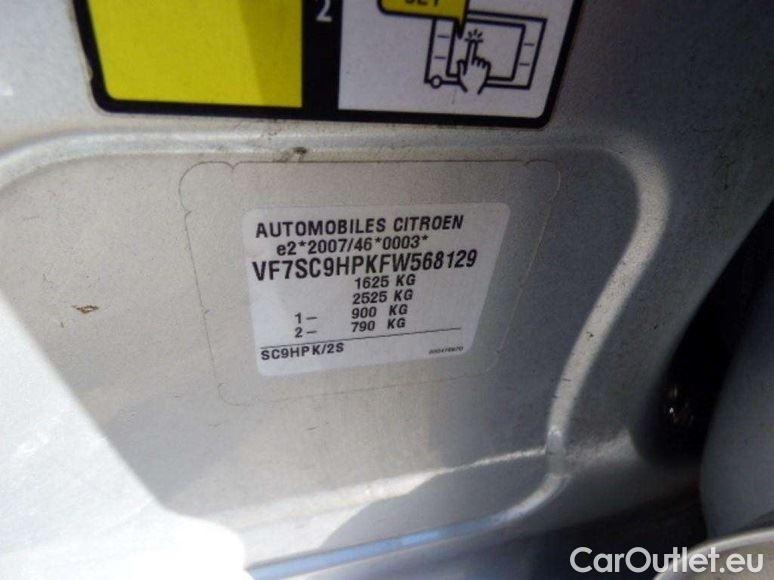 2
SET
AUTOMOBILES CITROEN
e2*2007/46*0003*
VF7SC9HPKFW568129
1625 KG
2525 KG
1- 900 KG
2- 790 KG
SC9HPK/2S
CarOutlet.eu